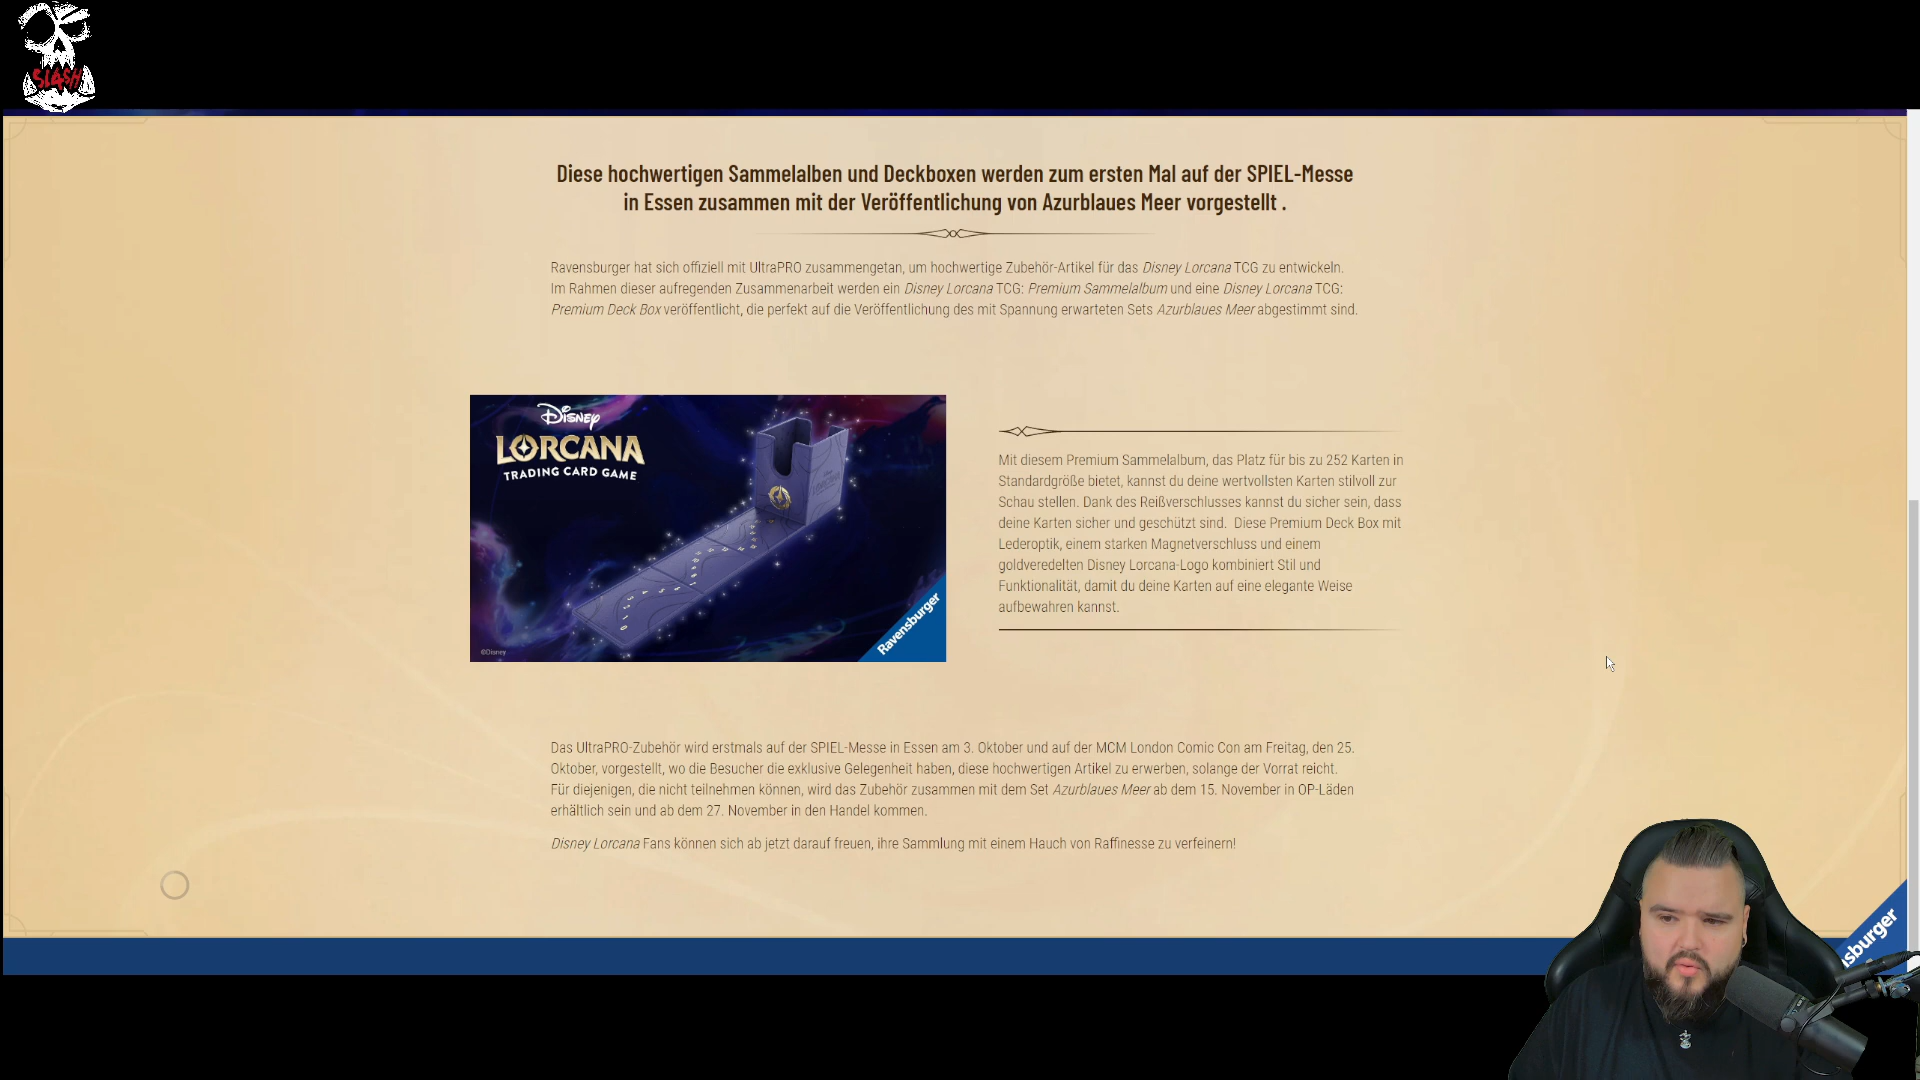 SLASH
Diese hochwertigen Sammelalben und Deckboxen werden zum ersten Mal auf der SPIEL-Messe
in Essen zusammen mit der Veröffentlichung von Azurblaues Meer vorgestellt .
Ravensburger hat sich offiziell mit UltraPRO zusammengetan, um hochwertige Zubehör-Artikel für das Disney Lorcana TCG zu entwickeln.
Im Rahmen dieser aufregenden Zusammenarbeit werden ein Disney Lorcana TCG: Premium Sammelalbum und eine Disney Lorcana TCG:
Premium Deck Box veröffentlicht, die perfekt auf die Veröffentlichung des mit Spannung erwarteten Sets Azurblaues Meer abgestimmt sind.
Disney
LORCANA
TRADING CARD GAME
Ravensburger
©Disney
Mit diesem Premium Sammelalbum, das Platz für bis zu 252 Karten in
Standardgröße bietet, kannst du deine wertvollsten Karten stilvoll zur
Schau stellen. Dank des Reißverschlusses kannst du sicher sein, dass
deine Karten sicher und geschützt sind. Diese Premium Deck Box mit
Lederoptik, einem starken Magnetverschluss und einem
goldveredelten Disney Lorcana-Logo kombiniert Stil und
Funktionalität, damit du deine Karten auf eine elegante Weise
aufbewahren kannst.
Das UltraPRO-Zubehör wird erstmals auf der SPIEL-Messe in Essen am 3. Oktober und auf der MCM London Comic Con am Freitag, den 25.
Oktober, vorgestellt, wo die Besucher die exklusive Gelegenheit haben, diese hochwertigen Artikel zu erwerben, solange der Vorrat reicht.
Für diejenigen, die nicht teilnehmen können, wird das Zubehör zusammen mit dem Set Azurblaues Meer ab dem 15. November in OP-Läden
erhältlich sein und ab dem 27. November in den Handel kommen.
Disney Lorcana Fans können sich ab jetzt darauf freuen, ihre Sammlung mit einem Hauch von Raffinesse zu verfeinern!
sburger